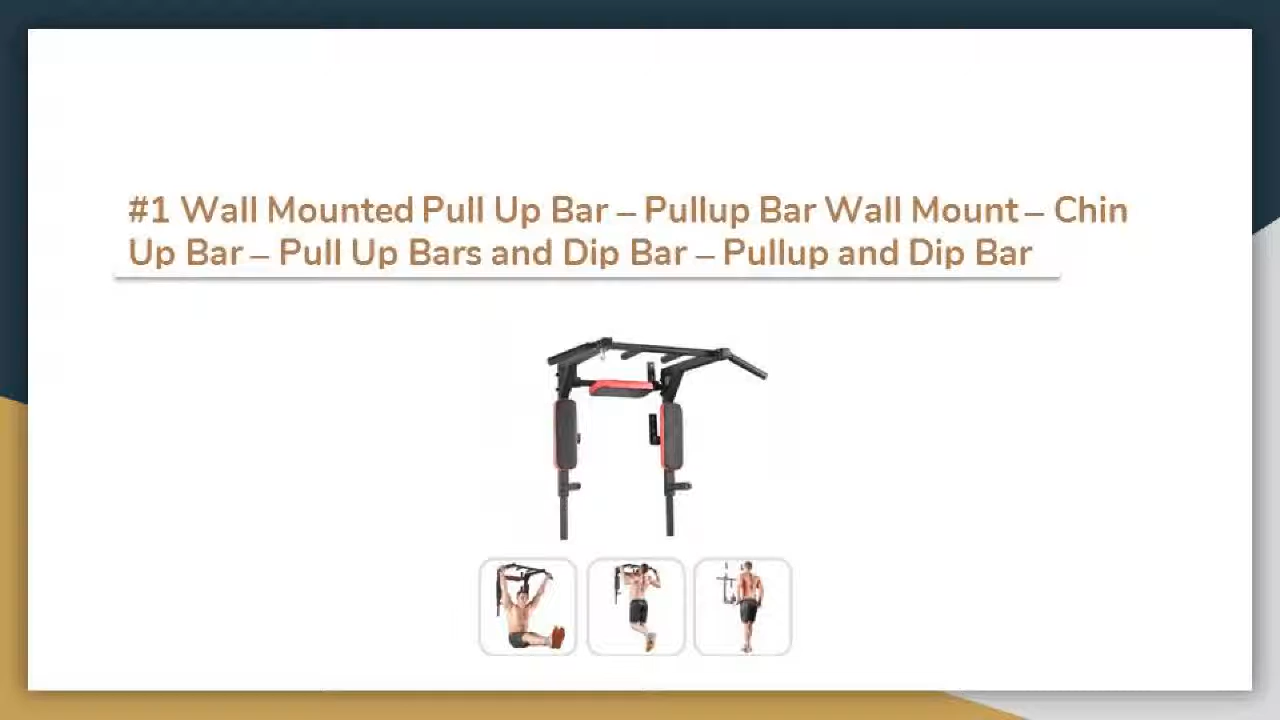 #1 Wall Mounted Pull Up Bar – Pullup Bar Wall Mount – Chin
Up Bar – Pull Up Bars and Dip Bar – Pullup and Dip Bar